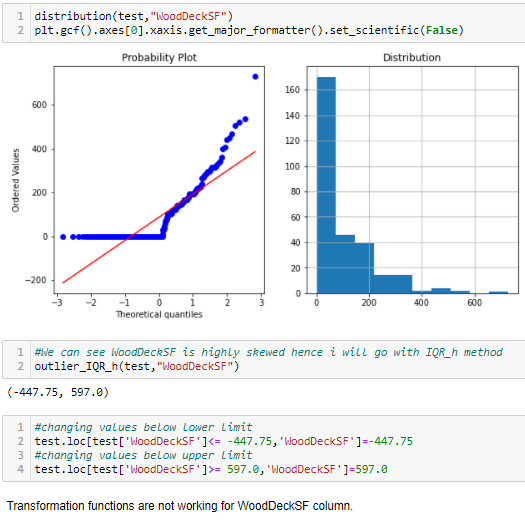 1 distribution(test,"WoodDeckSF")
2 plt.gcf().axes[0].xaxis.get_major_formatter().set_scientific(False)
Probability Plot
Distribution
600
400
200
0
−200
Ordered Values
−3 −2 −1 0 1 2 3
Theoretical quantiles
160
140
120
100
80
60
40
20
0
0 200 400 600
1 #We can see WoodDeckSF is highly skewed hence i will go with IQR_h method
2 outlier_IQR_h(test,"WoodDeckSF")
(-447.75, 597.0)
1 #changing values below lower limit
2 test.loc[test['WoodDeckSF']<= -447.75,'WoodDeckSF']=-447.75
3 #changing values below upper limit
4 test.loc[test['WoodDeckSF']>= 597.0,'WoodDeckSF']=597.0
Transformation functions are not working for WoodDeckSF column.